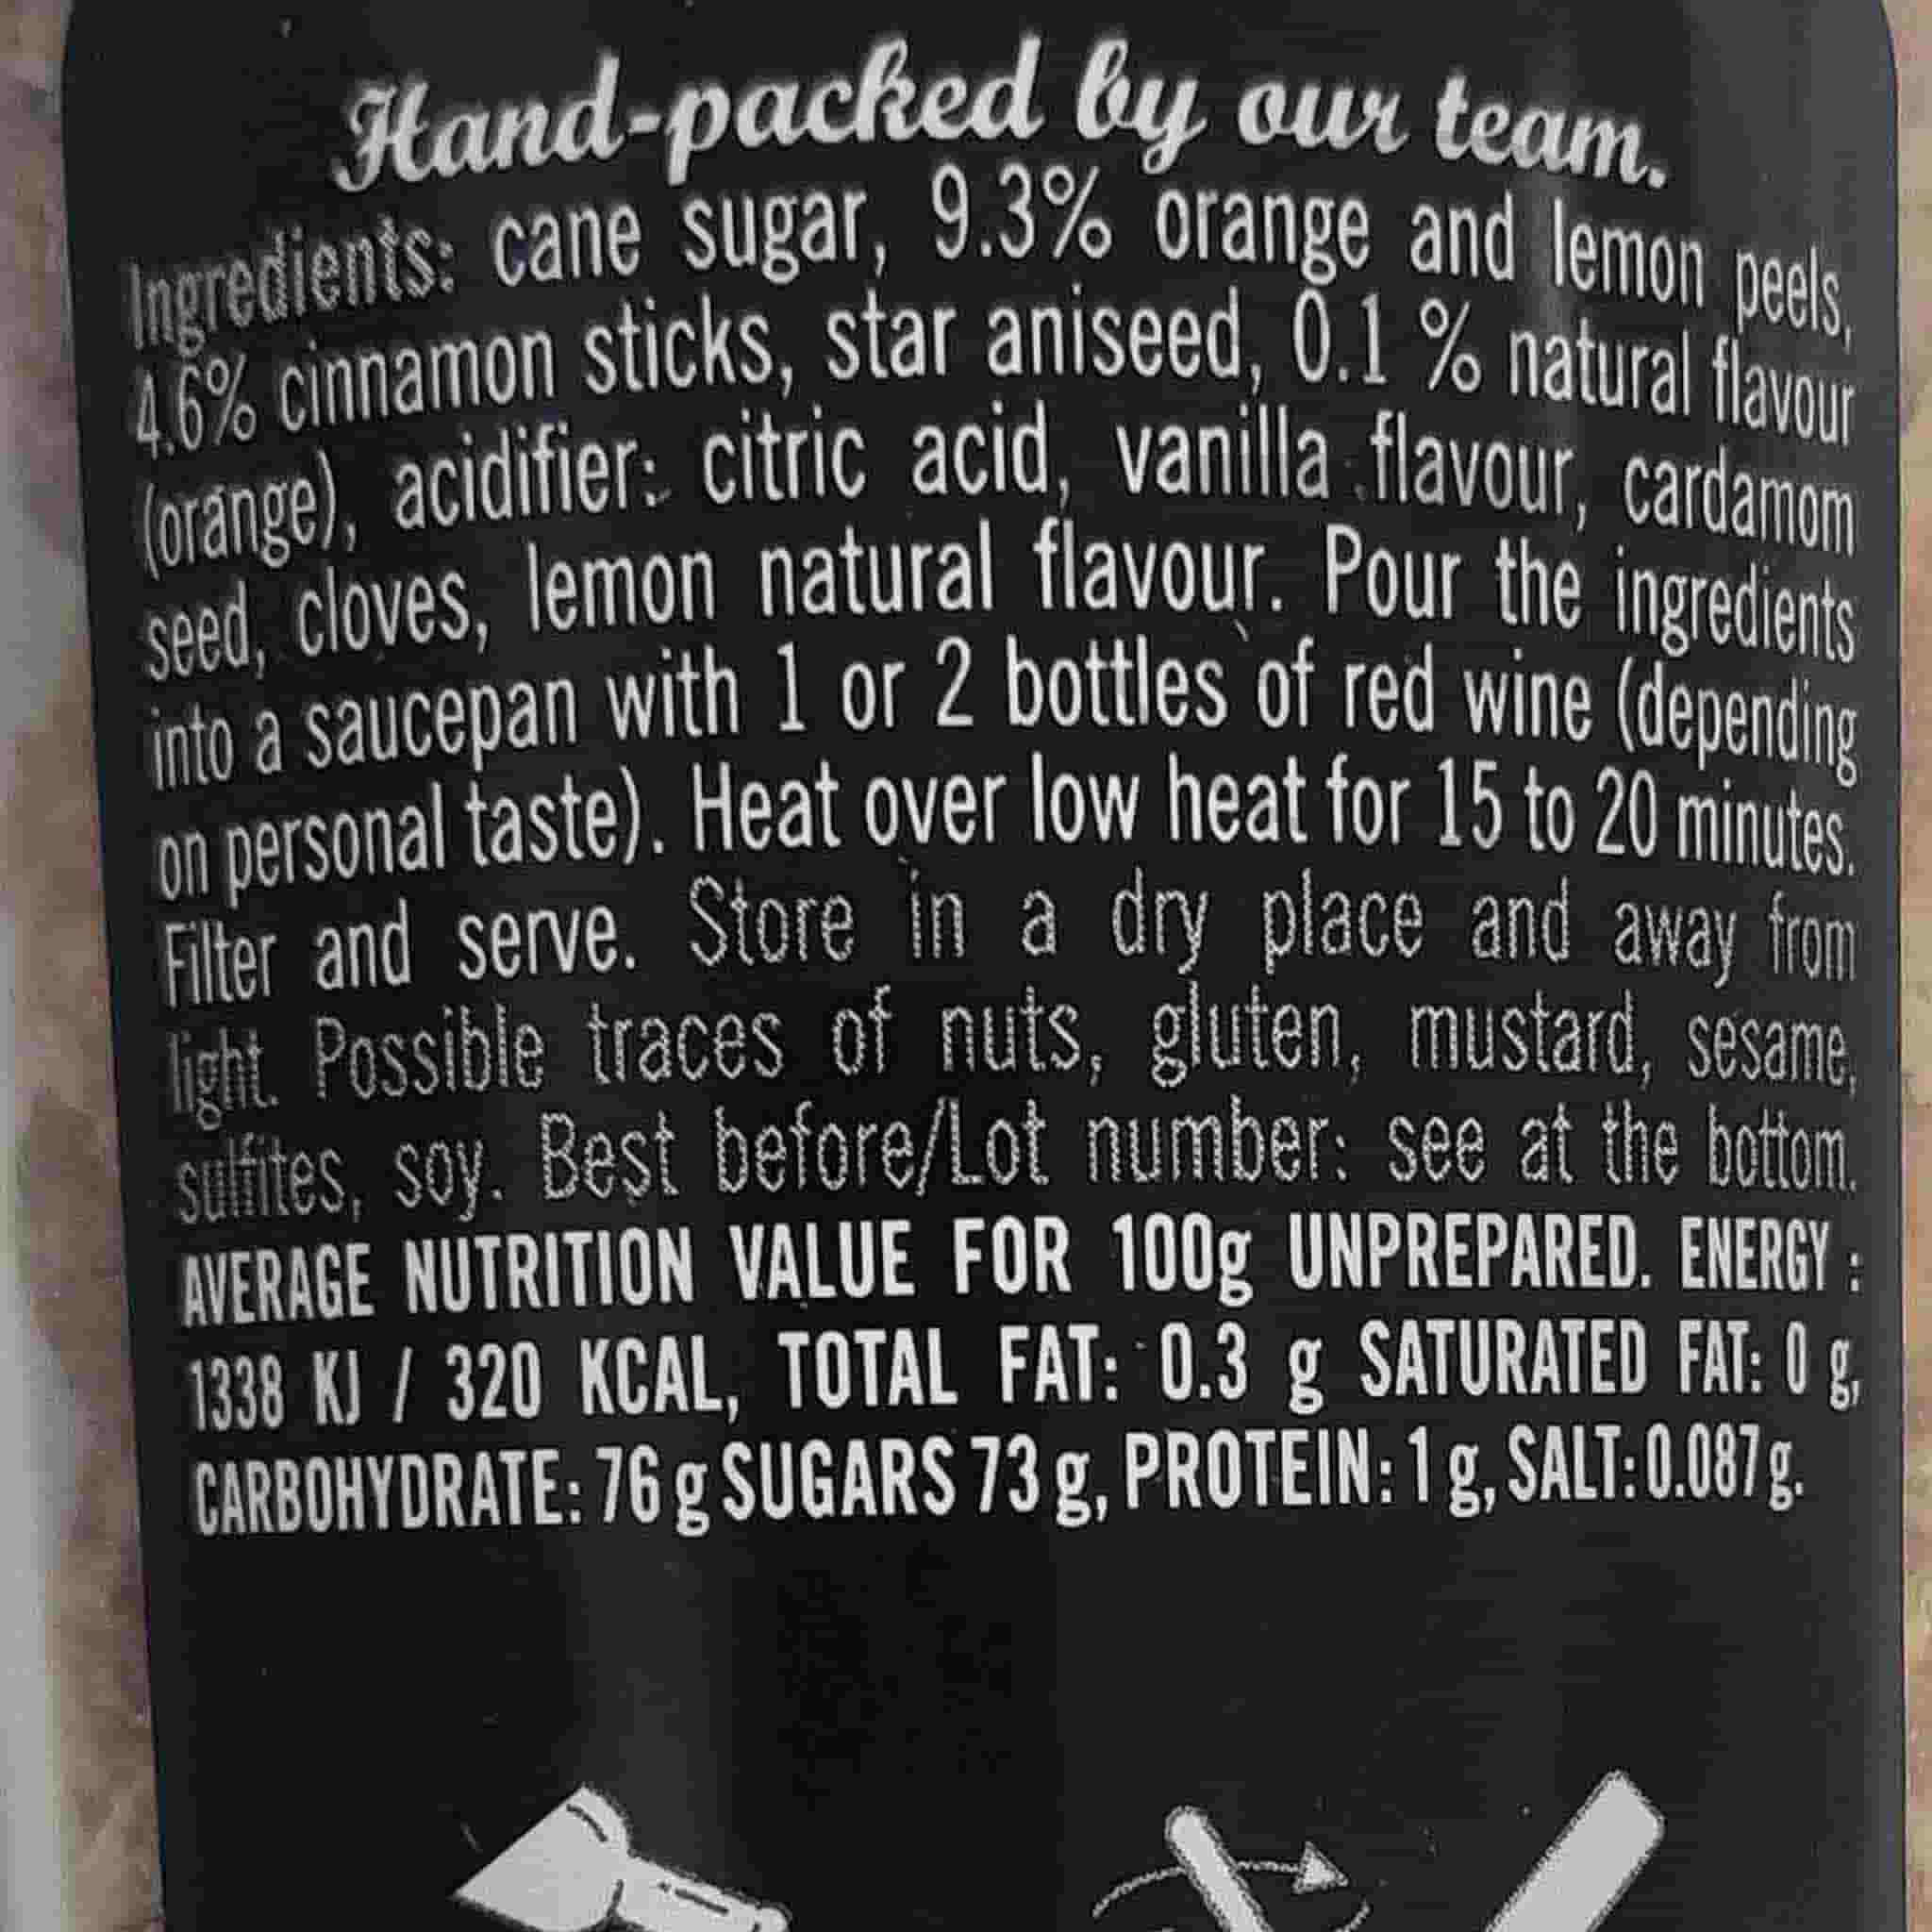 Hand-packed by our team.
Ingredients: cane sugar, 9.3% orange and lemon peels,
4.6% cinnamon sticks, star aniseed, 0.1 % natural flavour
(orange), acidifier: citric acid, vanilla flavour, cardamom
seed, cloves, lemon natural flavour. Pour the ingredients
into a saucepan with 1 or 2 bottles of red wine (depending
on personal taste). Heat over low heat for 15 to 20 minutes.
Filter and serve. Store in a dry place and away from
light. Possible traces of nuts, gluten, mustard, sesame,
sulfites, soy. Best before/Lot number: see at the bottom.
AVERAGE NUTRITION VALUE FOR 100g UNPREPARED. ENERGY :
1338 KJ / 320 KCAL, TOTAL FAT: 0.3 g SATURATED FAT: 0 g,
CARBOHYDRATE: 76 g SUGARS 73 g, PROTEIN: 1 g, SALT: 0.087 g.